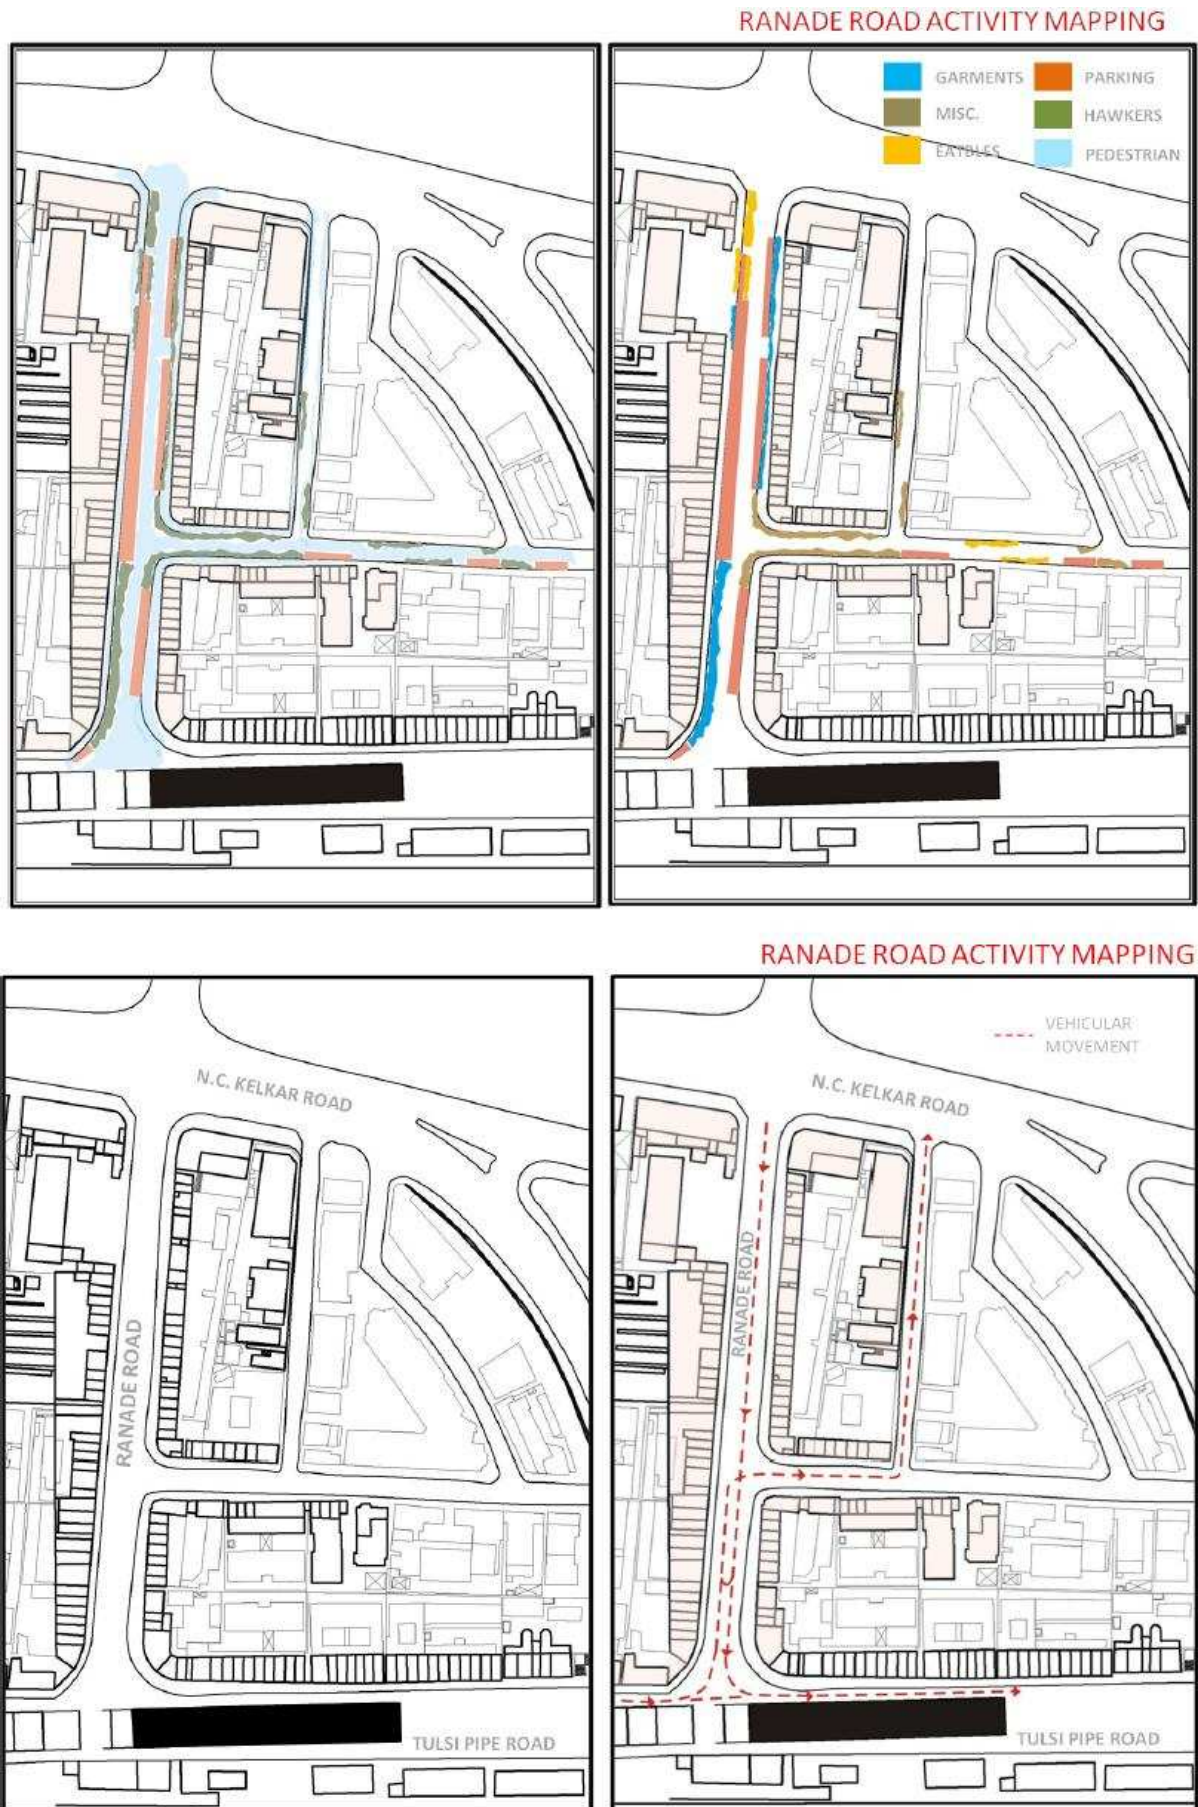 RANADE ROAD ACTIVITY MAPPING
GARMENTS PARKING
MISC. HAWKERS
EATBLES PEDESTRIAN
RANADE ROAD ACTIVITY MAPPING
N.C. KELKAR ROAD
RANADE ROAD
TULSI PIPE ROAD
VEHICULAR
MOVEMENT
N.C. KELKAR ROAD
RANADE ROAD
TULSI PIPE ROAD